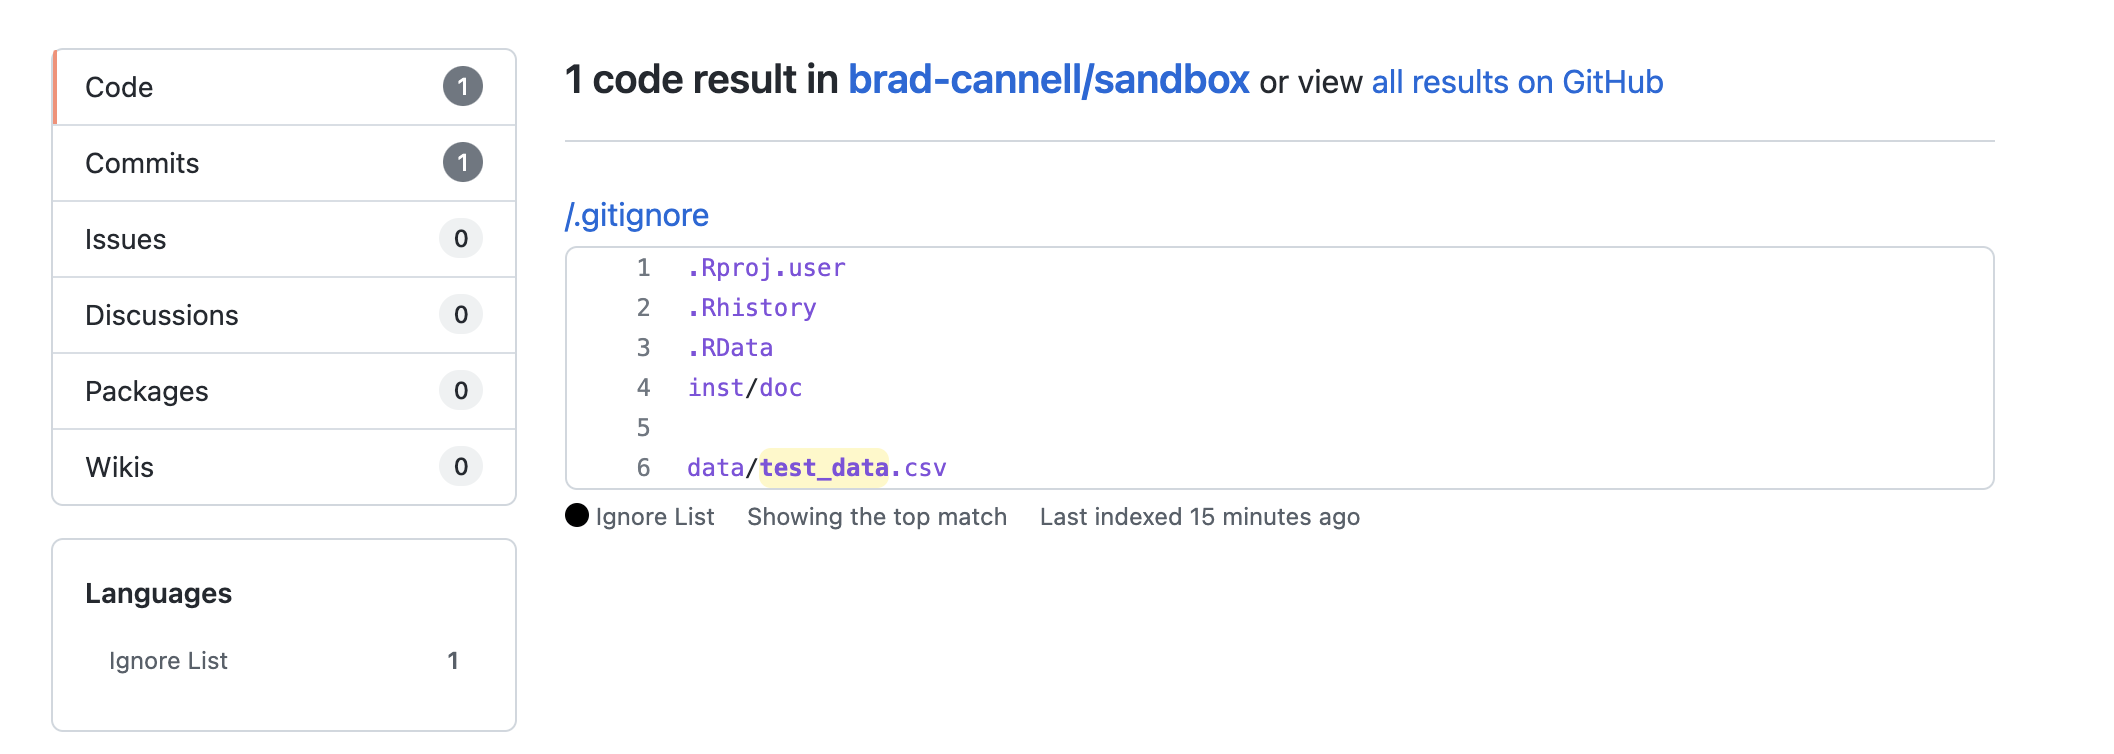 Code 1
Commits 1
Issues 0
Discussions 0
Packages 0
Wikis 0
Languages
Ignore List 1
1 code result in brad-cannell/sandbox or view all results on GitHub
/.gitignore
1 .Rproj.user
2 .Rhistory
3 .RData
4 inst/doc
5
6 data/test_data.csv
Ignore List Showing the top match Last indexed 15 minutes ago